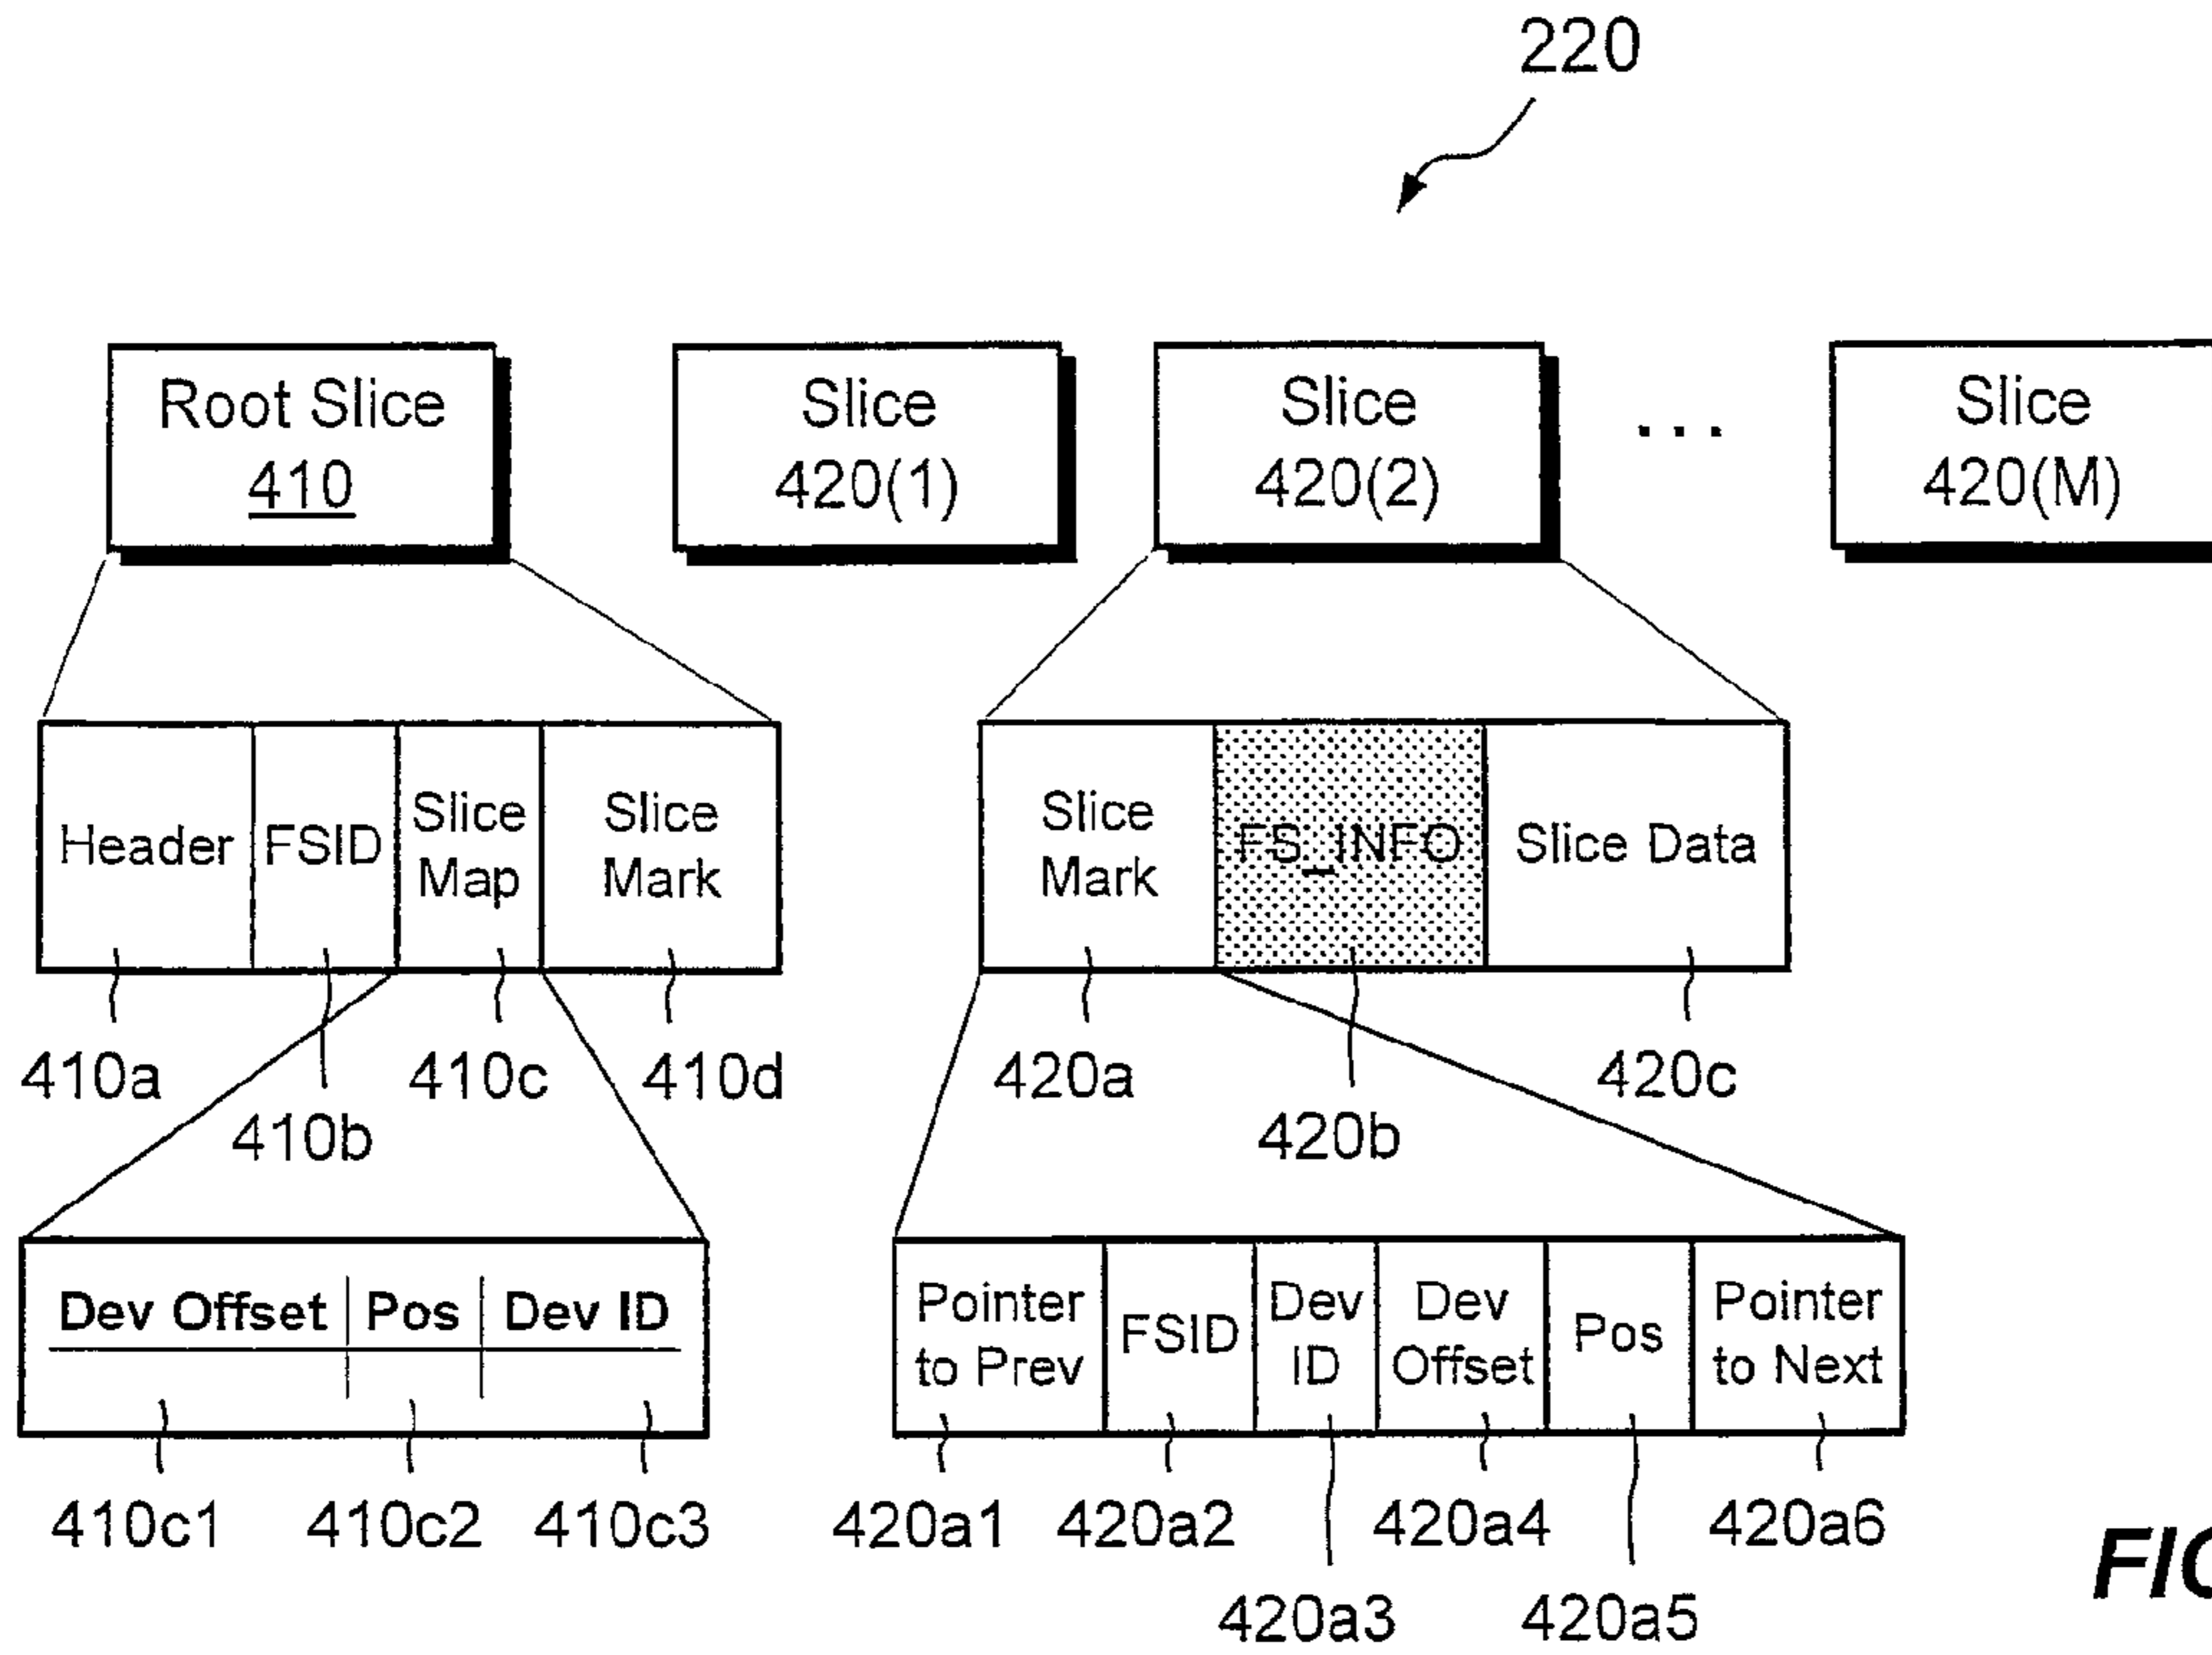 220
Root Slice
410
Slice
420(1)
Slice
420(2)
...
Slice
420(M)
Header
FSID
Slice
Map
Slice
Mark
Slice
Mark
FS_INFO
Slice Data
410a
410b
410c
410d
420a
420b
420c
Dev Offset
Pos
Dev ID
Pointer
to Prev
FSID
Dev
ID
Dev
Offset
Pos
Pointer
to Next
410c1
410c2
410c3
420a1
420a2
420a3
420a4
420a5
420a6